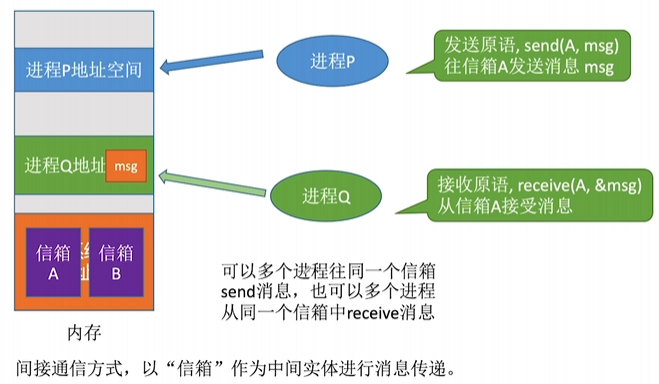 进程P地址空间
进程P
发送原语, send(A, msg)
往信箱A发送消息 msg
进程Q地址
msg
进程Q
接收原语, receive(A, &msg)
从信箱A接受消息
信箱
A
信箱
B
可以多个进程往同一个信箱
send消息，也可以多个进程
从同一个信箱中receive消息
内存
间接通信方式，以“信箱”作为中间实体进行消息传递。